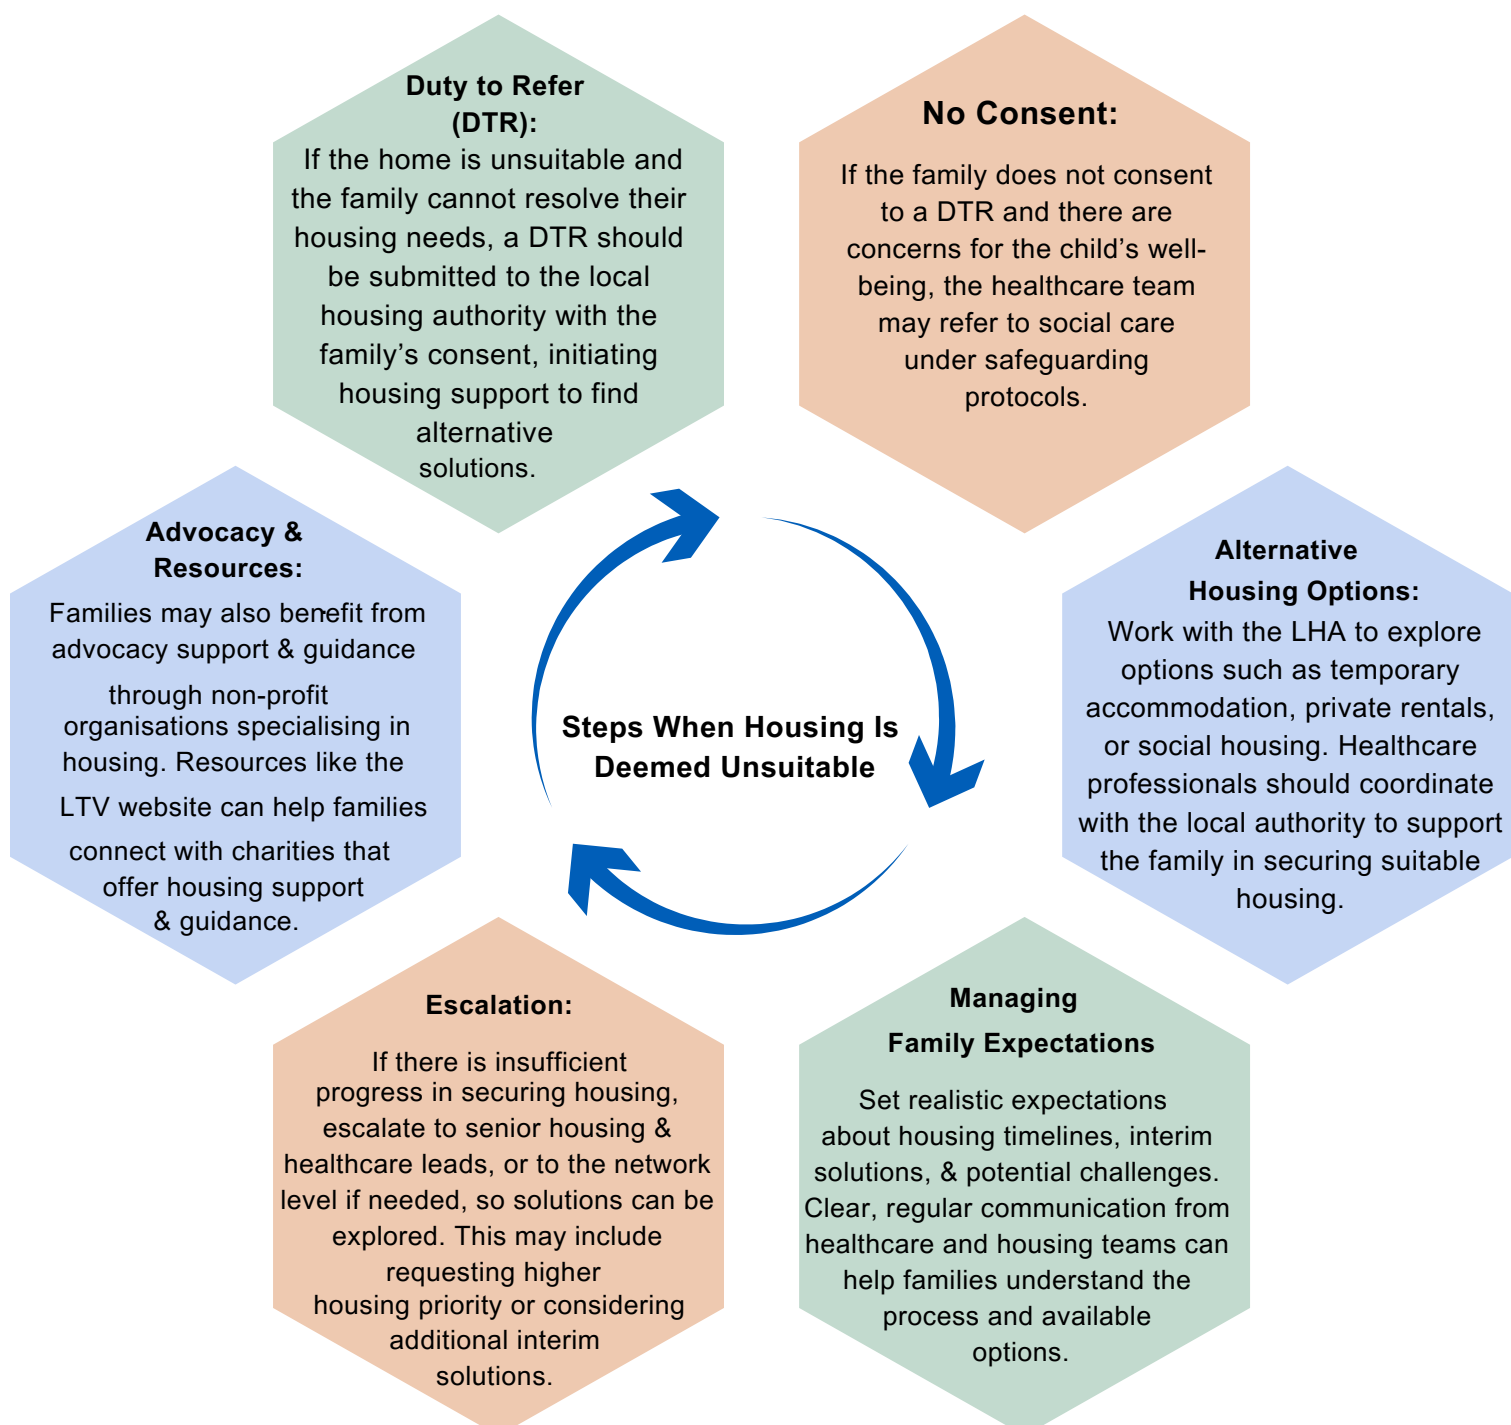 Duty to Refer
(DTR):
If the home is unsuitable and
the family cannot resolve their
housing needs, a DTR should
be submitted to the local
housing authority with the
family’s consent, initiating
housing support to find
alternative
solutions.
No Consent:
If the family does not consent
to a DTR and there are
concerns for the child’s well-
being, the healthcare team
may refer to social care
under safeguarding
protocols.
Advocacy &
Resources:
Families may also benefit from
advocacy support & guidance
through non-profit
organisations specialising in
housing. Resources like the
LTV website can help families
connect with charities that
offer housing support
& guidance.
Steps When Housing Is
Deemed Unsuitable
Alternative
Housing Options:
Work with the LHA to explore
options such as temporary
accommodation, private rentals,
or social housing. Healthcare
professionals should coordinate
with the local authority to support
the family in securing suitable
housing.
Escalation:
If there is insufficient
progress in securing housing,
escalate to senior housing &
healthcare leads, or to the network
level if needed, so solutions can be
explored. This may include
requesting higher
housing priority or considering
additional interim
solutions.
Managing
Family Expectations
Set realistic expectations
about housing timelines, interim
solutions, & potential challenges.
Clear, regular communication from
healthcare and housing teams can
help families understand the
process and available
options.